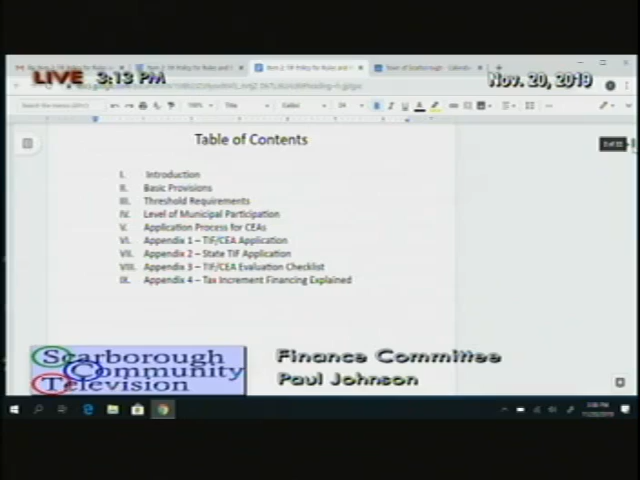 LIVE 3:13 PM
Nov. 20, 2019
Table of Contents
I. Introduction
II. Basic Provisions
III. Threshold Requirements
IV. Level of Municipal Participation
V. Application Process for CEAs
VI. Appendix 1 – TIF/CEA Application
VII. Appendix 2 – State TIF Application
VIII. Appendix 3 – TIF/CEA Evaluation Checklist
IX. Appendix 4 – Tax Increment Financing Explained
Scarborough
Community
Television
Finance Committee
Paul Johnson